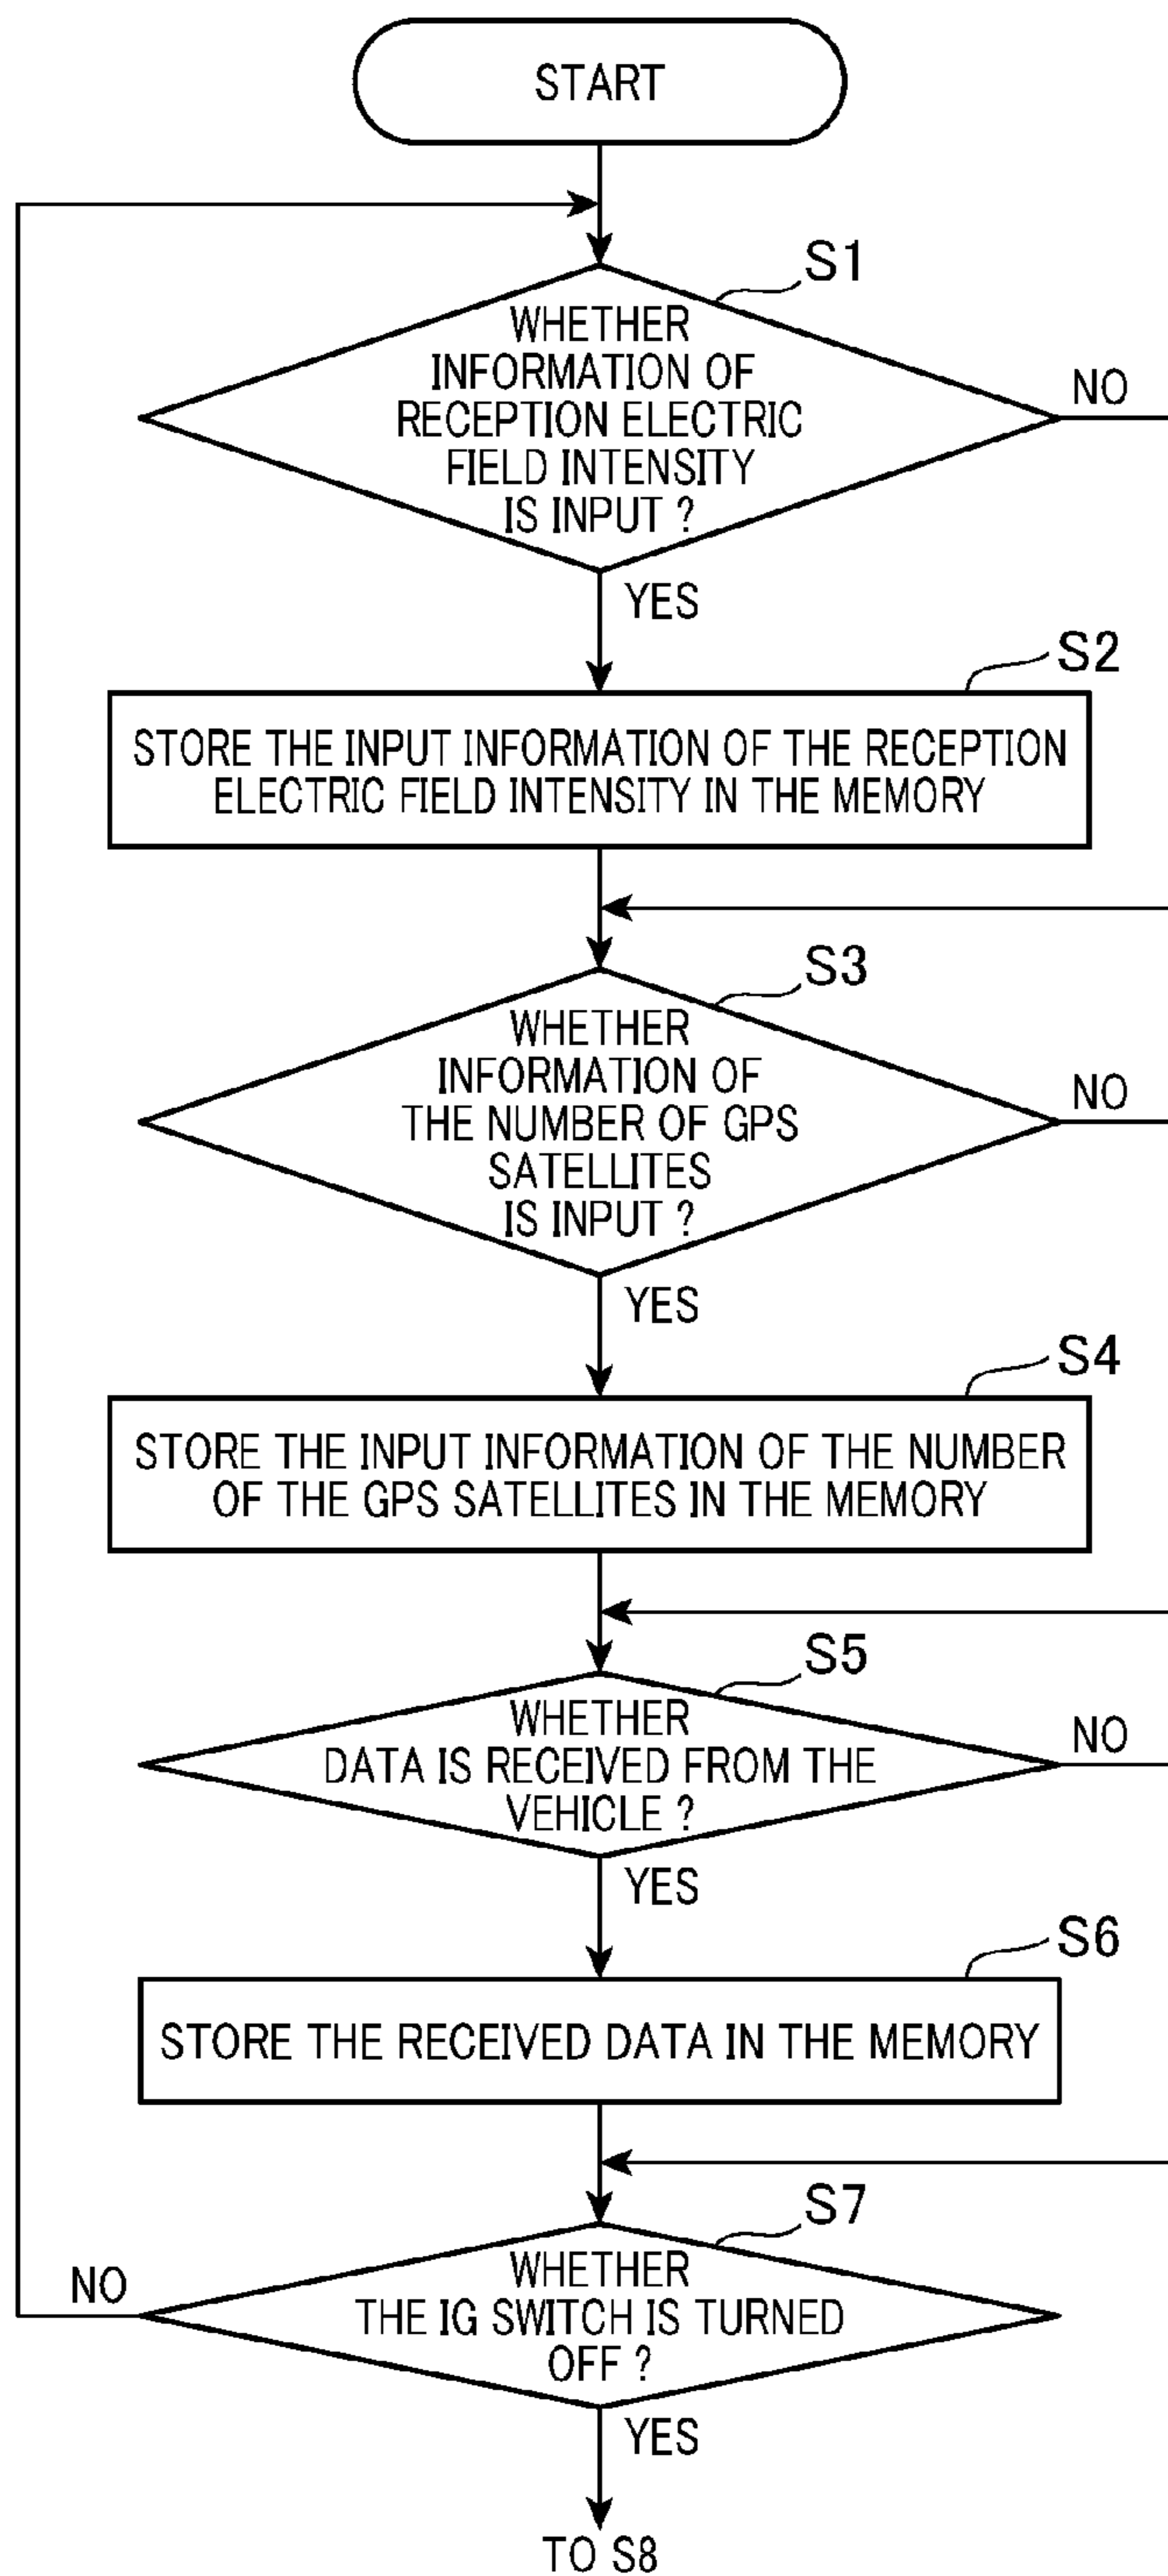 START
S1
WHETHER
INFORMATION OF
RECEPTION ELECTRIC
FIELD INTENSITY
IS INPUT ?
NO
YES
S2
STORE THE INPUT INFORMATION OF THE RECEPTION
ELECTRIC FIELD INTENSITY IN THE MEMORY
S3
WHETHER
INFORMATION OF
THE NUMBER OF GPS
SATELLITES
IS INPUT ?
NO
YES
S4
STORE THE INPUT INFORMATION OF THE NUMBER
OF THE GPS SATELLITES IN THE MEMORY
S5
WHETHER
DATA IS RECEIVED FROM THE
VEHICLE ?
NO
YES
S6
STORE THE RECEIVED DATA IN THE MEMORY
S7
WHETHER
THE IG SWITCH IS TURNED
OFF ?
NO
YES
TO S8